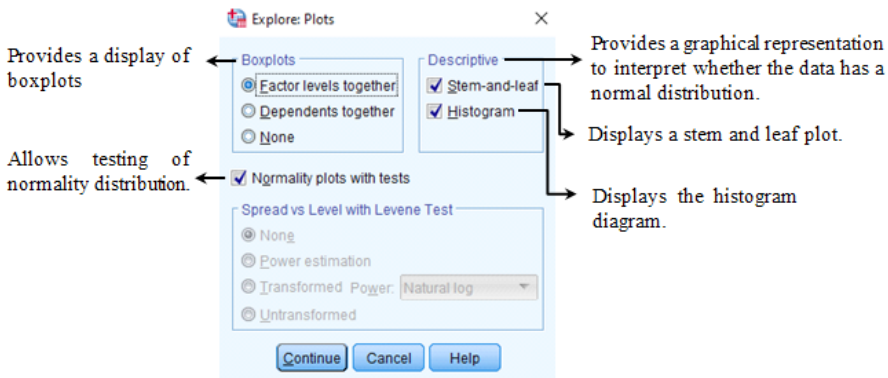 Explore: Plots
Provides a display of
boxplots
Boxplots
Factor levels together
Dependents together
None
Descriptive
Stem-and-leaf
Histogram
Provides a graphical representation
to interpret whether the data has a
normal distribution.
Displays a stem and leaf plot.
Allows testing of
normality distribution.
Normality plots with tests
Displays the histogram
diagram.
Spread vs Level with Levene Test
None
Power estimation
Transformed Power: Natural log
Untransformed
Continue Cancel Help